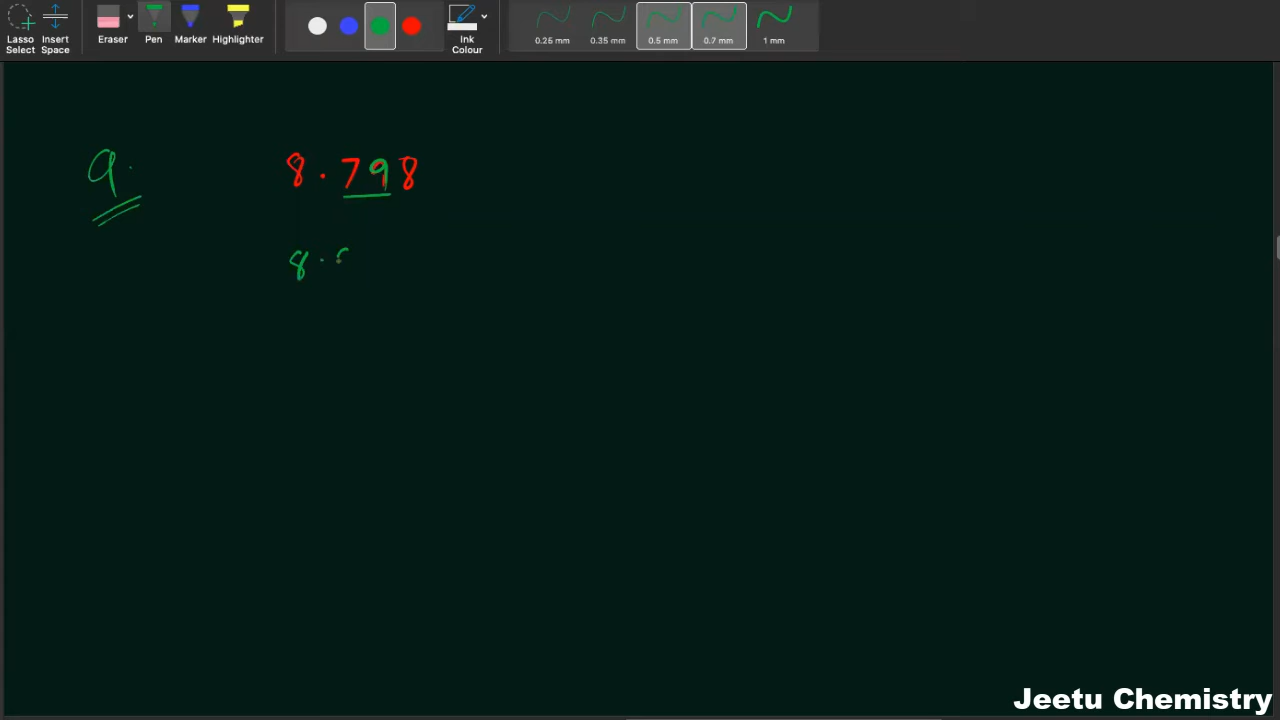 Lasso Select
Insert Space
Eraser
Pen
Marker
Highlighter
Ink Colour
0.25 mm
0.35 mm
0.5 mm
0.7 mm
1 mm
9. 8.798
8.
Jeetu Chemistry